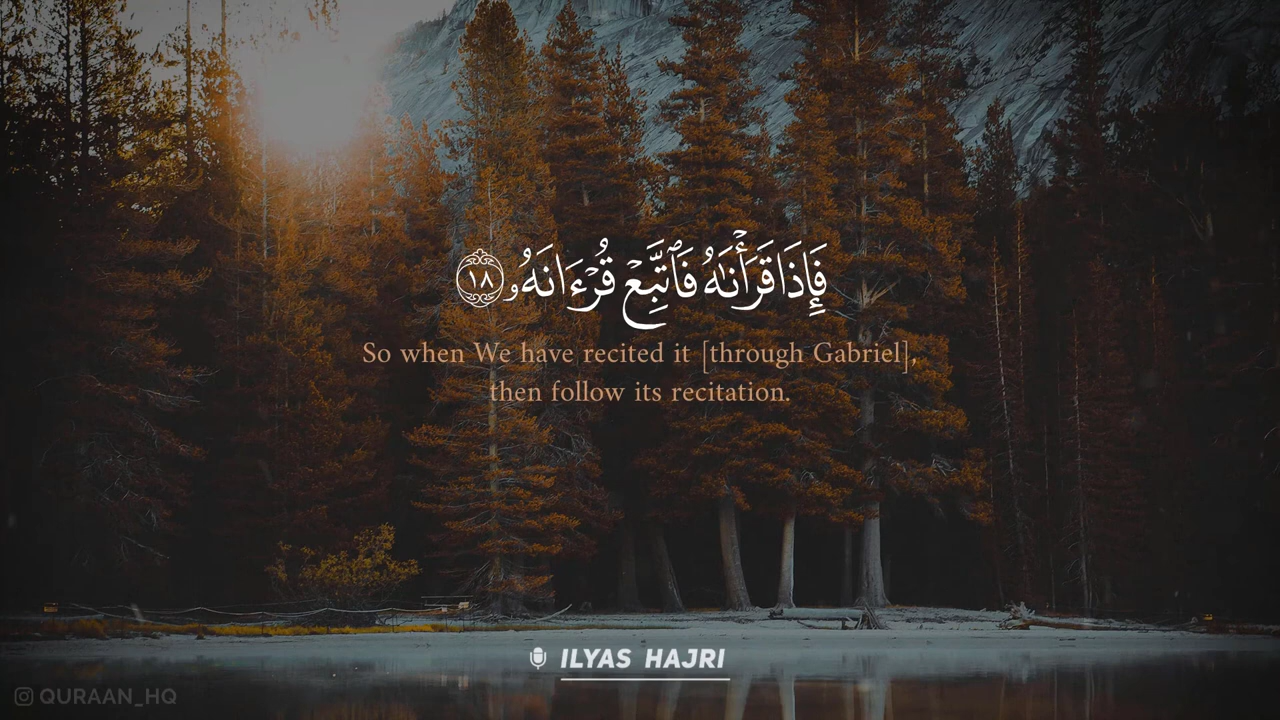 فَإِذَا قَرَأْنَٰهُ فَٱتَّبِعْ قُرْءَانَهُۥ ١٨
So when We have recited it [through Gabriel],
then follow its recitation.
ILYAS HAJRI
QURAAN_HQ